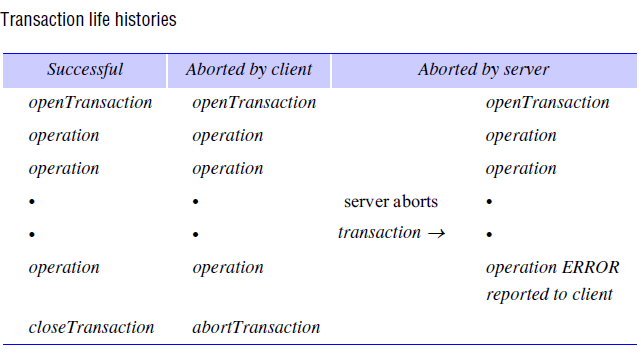 Transaction life histories
Successful Aborted by client Aborted by server
openTransaction openTransaction openTransaction
operation operation operation
operation operation operation
• • server aborts •
• • transaction → •
operation operation operation ERROR
reported to client
closeTransaction abortTransaction